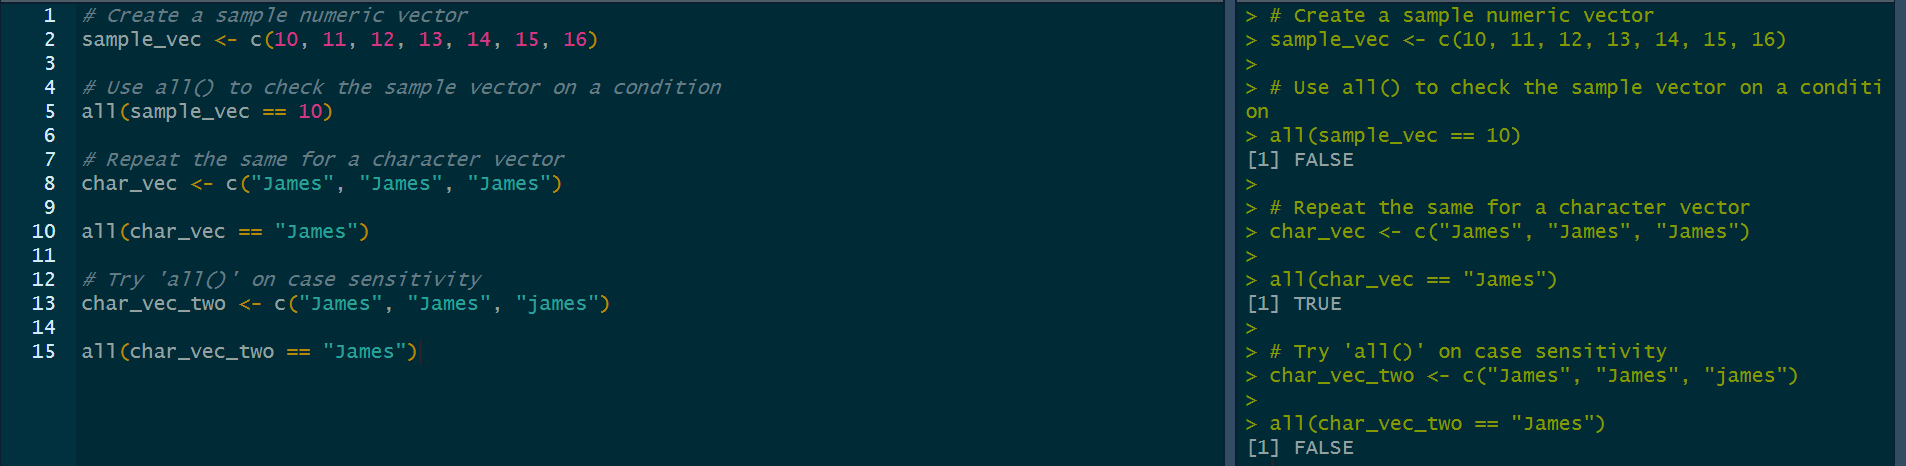 1 # Create a sample numeric vector
2 sample_vec <- c(10, 11, 12, 13, 14, 15, 16)
3
4 # Use all() to check the sample vector on a condition
5 all(sample_vec == 10)
6
7 # Repeat the same for a character vector
8 char_vec <- c("James", "James", "James")
9
10 all(char_vec == "James")
11
12 # Try 'all()' on case sensitivity
13 char_vec_two <- c("James", "James", "james")
14
15 all(char_vec_two == "James")
> # Create a sample numeric vector
> sample_vec <- c(10, 11, 12, 13, 14, 15, 16)
>
> # Use all() to check the sample vector on a conditi
on
> all(sample_vec == 10)
[1] FALSE
>
> # Repeat the same for a character vector
> char_vec <- c("James", "James", "James")
>
> all(char_vec == "James")
[1] TRUE
>
> # Try 'all()' on case sensitivity
> char_vec_two <- c("James", "James", "james")
>
> all(char_vec_two == "James")
[1] FALSE